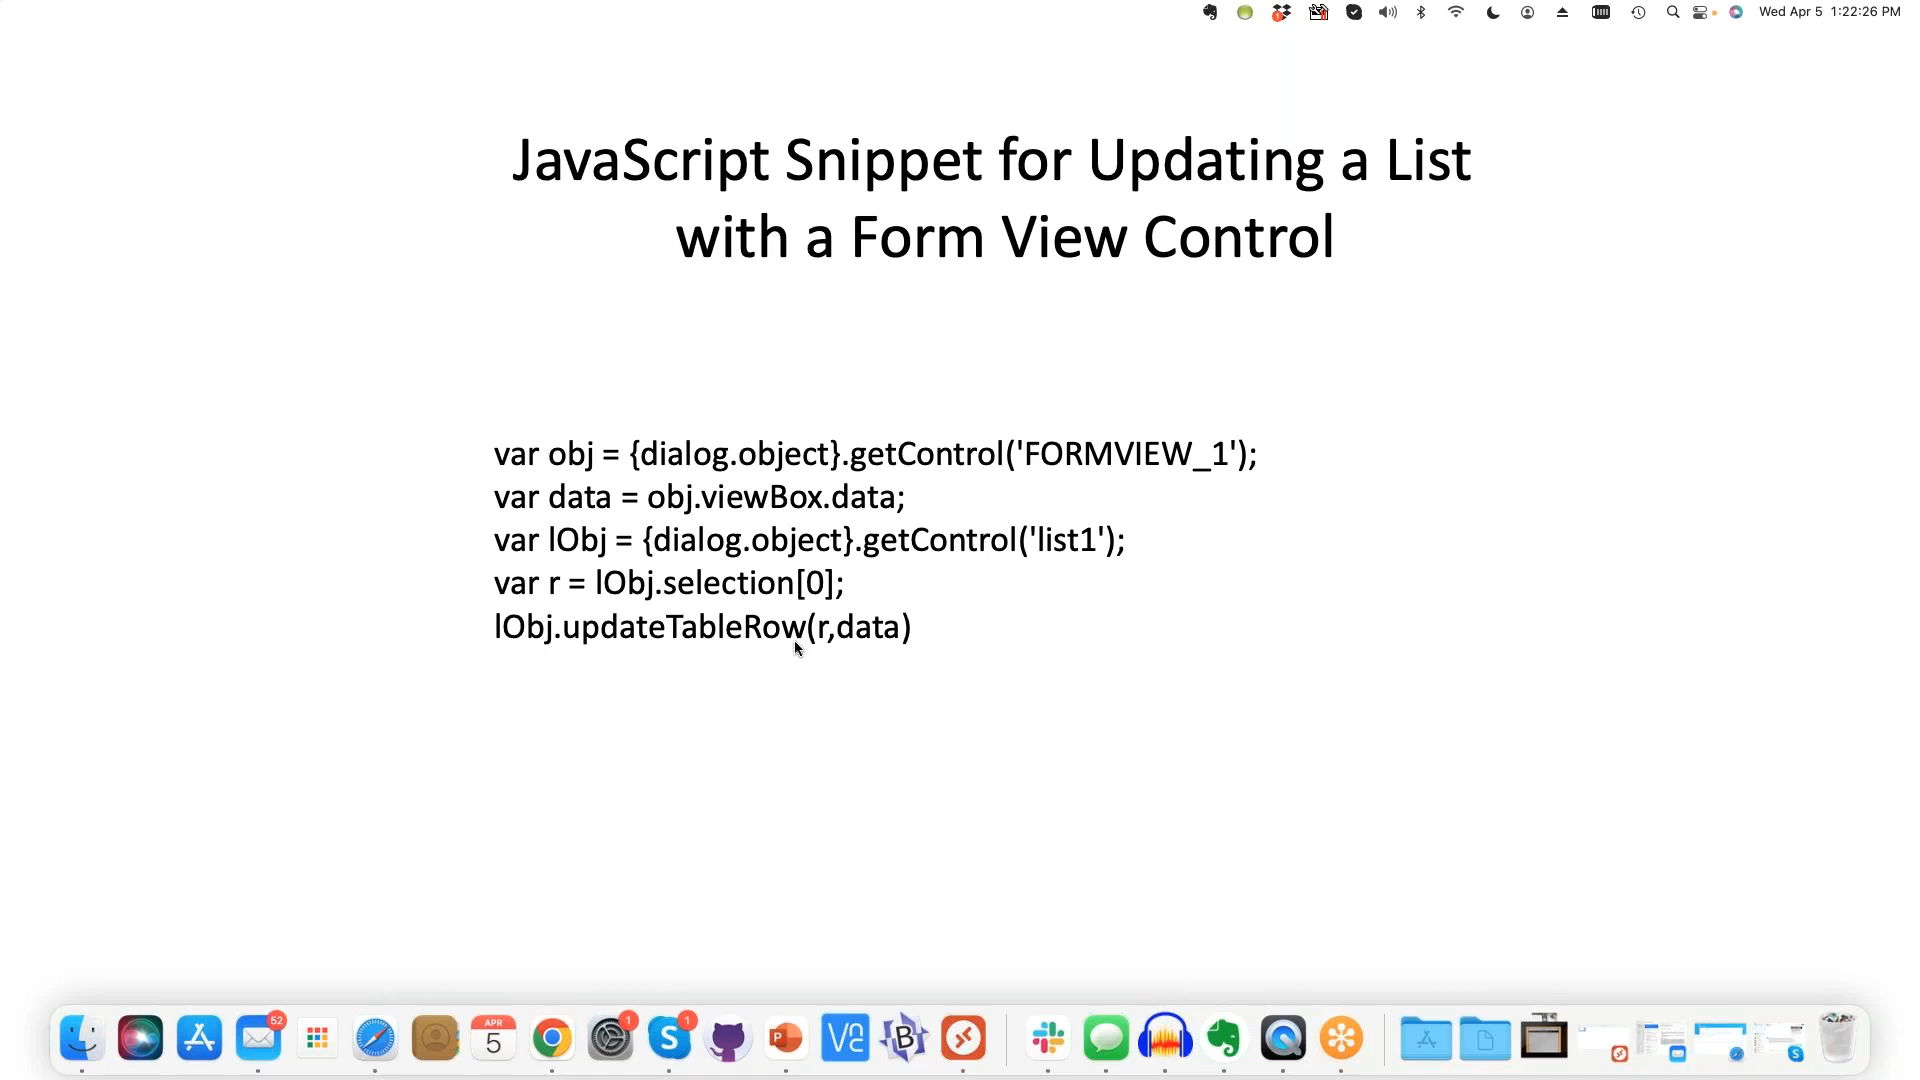 Wed Apr 5 1:22:26 PM
JavaScript Snippet for Updating a List
with a Form View Control
var obj = {dialog.object}.getControl('FORMVIEW_1');
var data = obj.viewBox.data;
var lObj = {dialog.object}.getControl('list1');
var r = lObj.selection[0];
lObj.updateTableRow(r,data)
52
APR
5
1
1